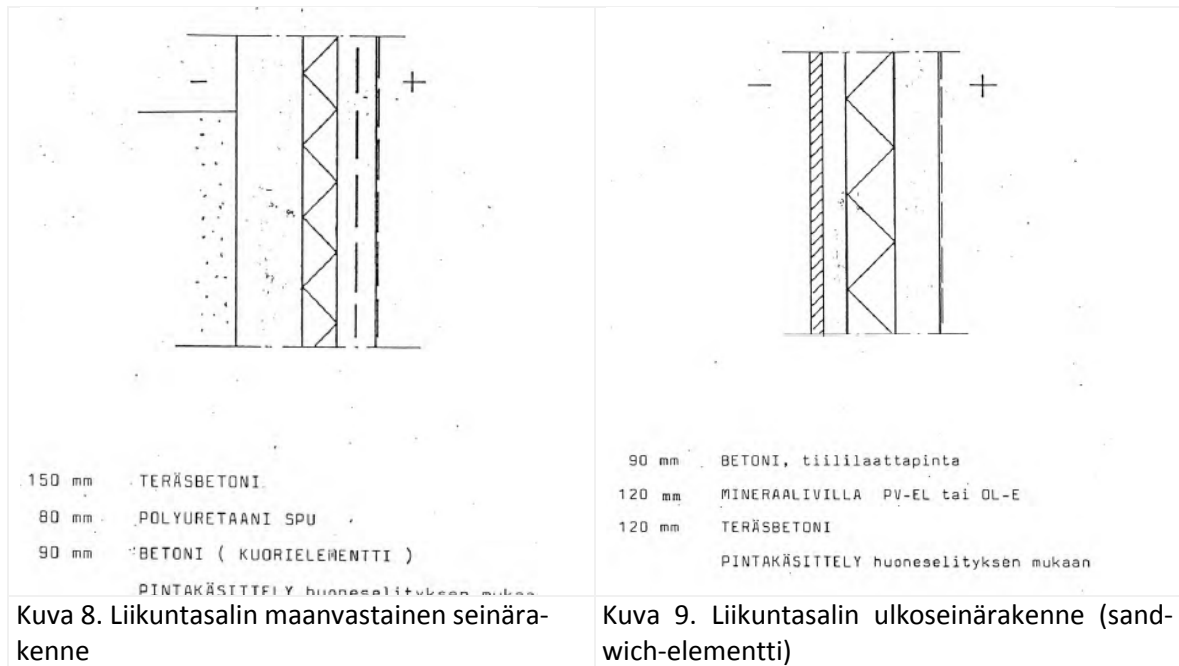 150 mm TERÄSBETONI
80 mm POLYURETAANI SPU
90 mm BETONI ( KUORIELEMENTTI )
PINTAKÄSITTELY huoneselityksen mukaan
Kuva 8. Liikuntasalin maanvastainen seinära-
kenne
90 mm BETONI, tiililaattapinta
120 mm MINERAALIVILLA PV-EL tai OL-E
120 mm TERÄSBETONI
PINTAKÄSITTELY huoneselityksen mukaan
Kuva 9. Liikuntasalin ulkoseinärakenne (sand-
wich-elementti)